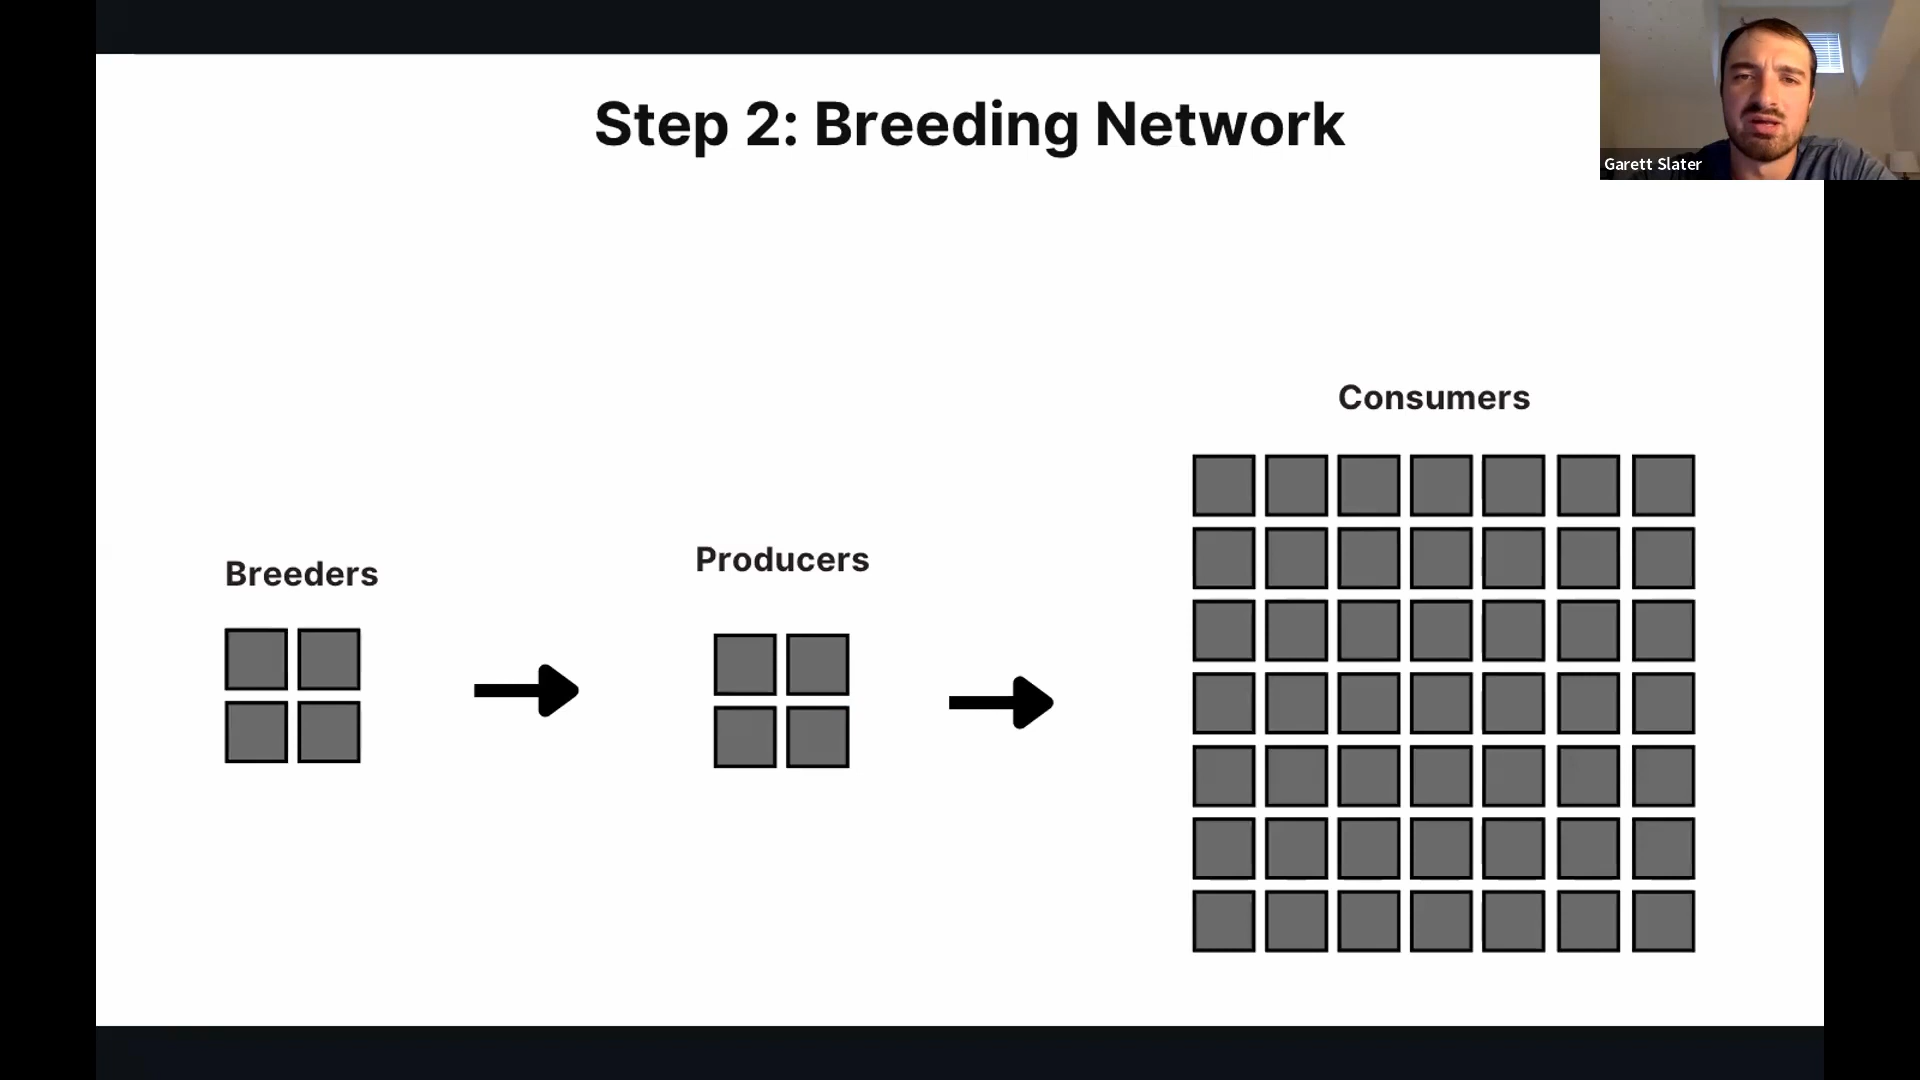 Step 2: Breeding Network
Garett Slater
Consumers
Breeders
Producers